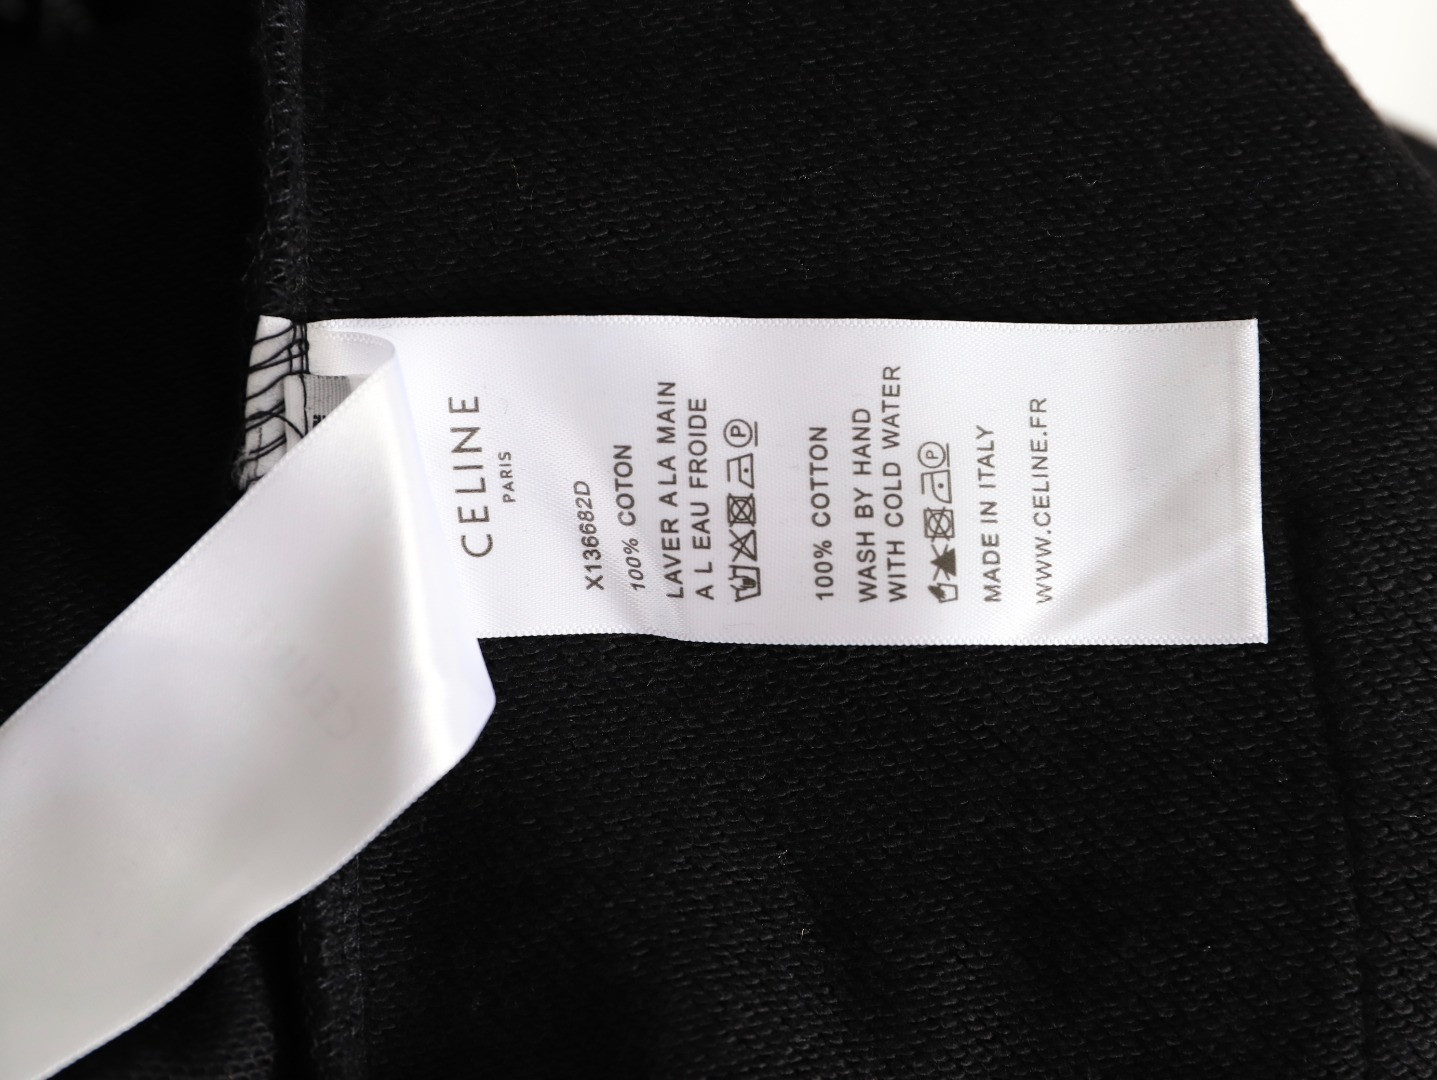 CELINE
PARIS
X136682D
100% COTON
LAVER ALA MAIN
A L EAU FROIDE
P
100% COTTON
WASH BY HAND
WITH COLD WATER
P
MADE IN ITALY
WWW.CELINE.FR